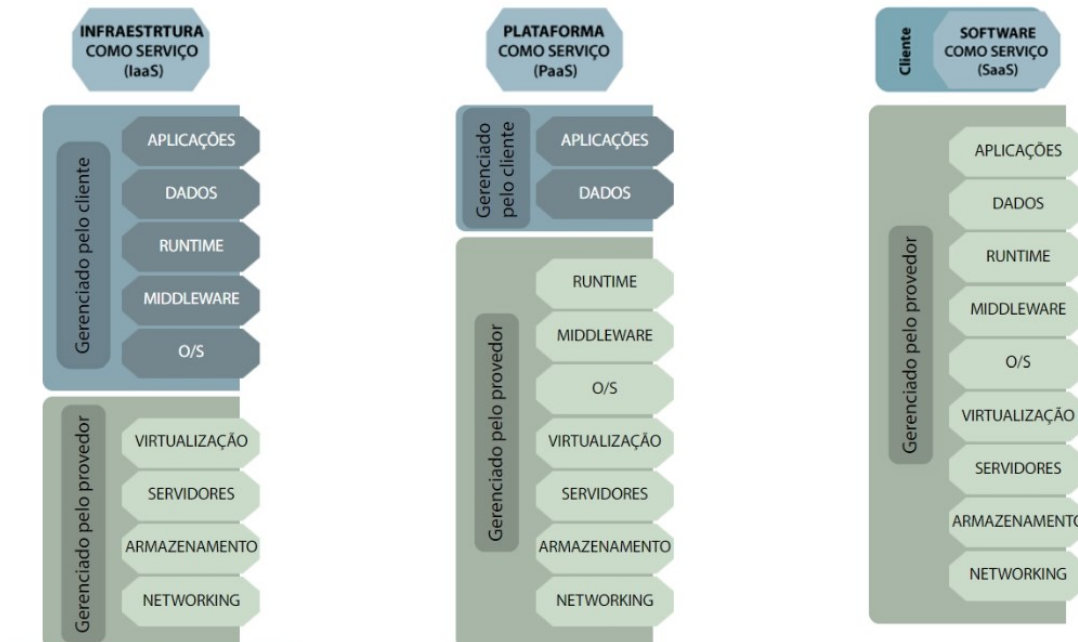 INFRAESTRTURA
COMO SERVIÇO
(IaaS)
Gerenciado pelo cliente
APLICAÇÕES
DADOS
RUNTIME
MIDDLEWARE
O/S
Gerenciado pelo provedor
VIRTUALIZAÇÃO
SERVIDORES
ARMAZENAMENTO
NETWORKING
PLATAFORMA
COMO SERVIÇO
(PaaS)
Gerenciado
pelo cliente
APLICAÇÕES
DADOS
Gerenciado pelo provedor
RUNTIME
MIDDLEWARE
O/S
VIRTUALIZAÇÃO
SERVIDORES
ARMAZENAMENTO
NETWORKING
Cliente
SOFTWARE
COMO SERVIÇO
(SaaS)
Gerenciado pelo provedor
APLICAÇÕES
DADOS
RUNTIME
MIDDLEWARE
O/S
VIRTUALIZAÇÃO
SERVIDORES
ARMAZENAMENTO
NETWORKING